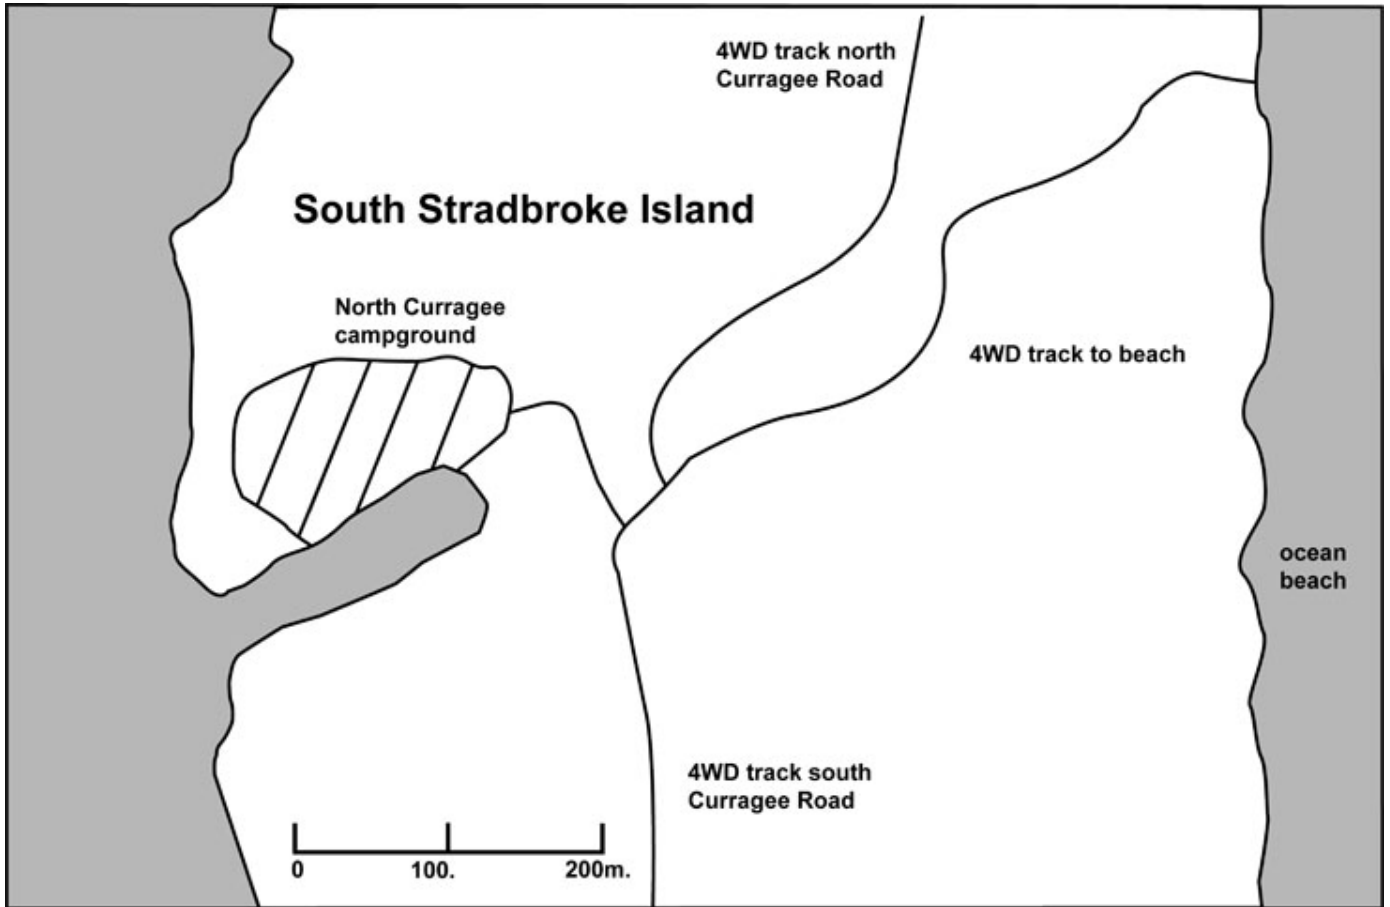 4WD track north
Curragee Road
South Stradbroke Island
North Curragee
campground
4WD track to beach
ocean
beach
4WD track south
Curragee Road
0 100. 200m.